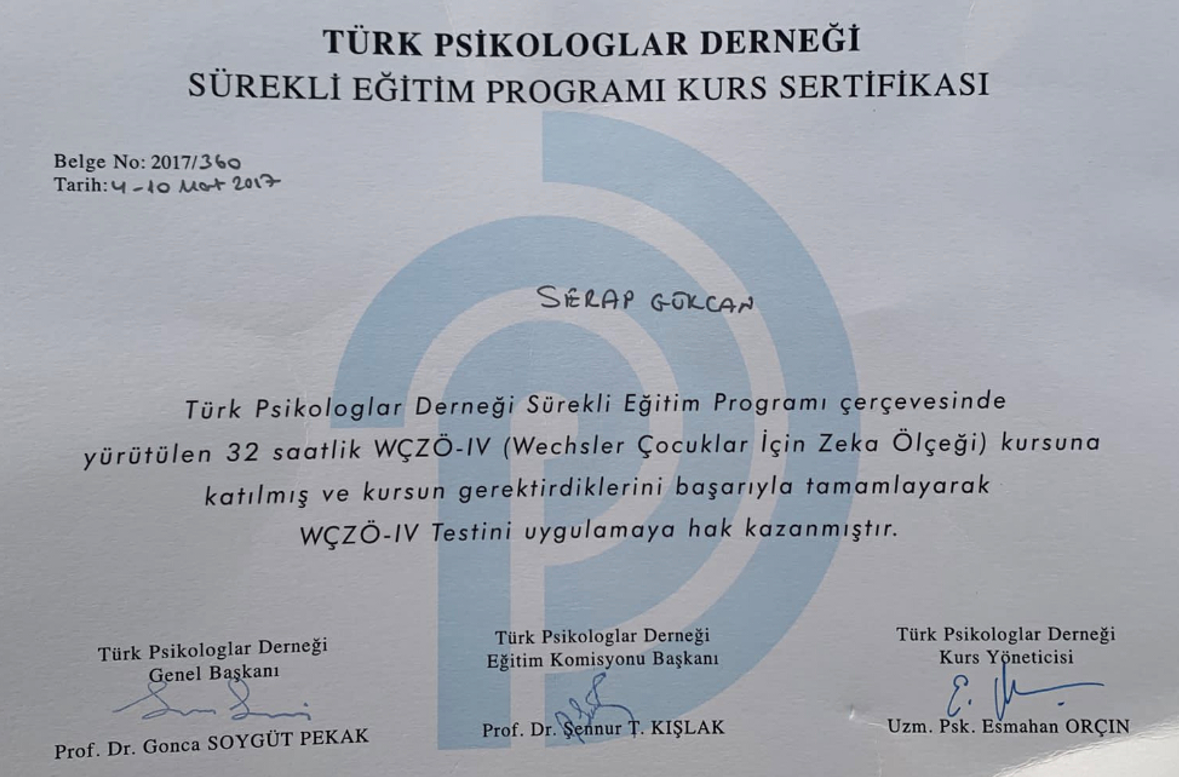 TÜRK PSİKOLOGLAR DERNEĞİ
SÜREKLİ EĞİTİM PROGRAMI KURS SERTİFİKASI
Belge No: 2017/360
Tarih: 4-10 Mart 2017
SERAP GÖKCAN
Türk Psikologlar Derneği Sürekli Eğitim Programı çerçevesinde
yürütülen 32 saatlik WÇZÖ-IV (Wechsler Çocuklar İçin Zeka Ölçeği) kursuna
katılmış ve kursun gerektirdiklerini başarıyla tamamlayarak
WÇZÖ-IV Testini uygulamaya hak kazanmıştır.
Türk Psikologlar Derneği
Genel Başkanı
Prof. Dr. Gonca SOYGÜT PEKAK
Türk Psikologlar Derneği
Eğitim Komisyonu Başkanı
Prof. Dr. Şennur T. KIŞLAK
Türk Psikologlar Derneği
Kurs Yöneticisi
Uzm. Psk. Esmahan ORÇIN